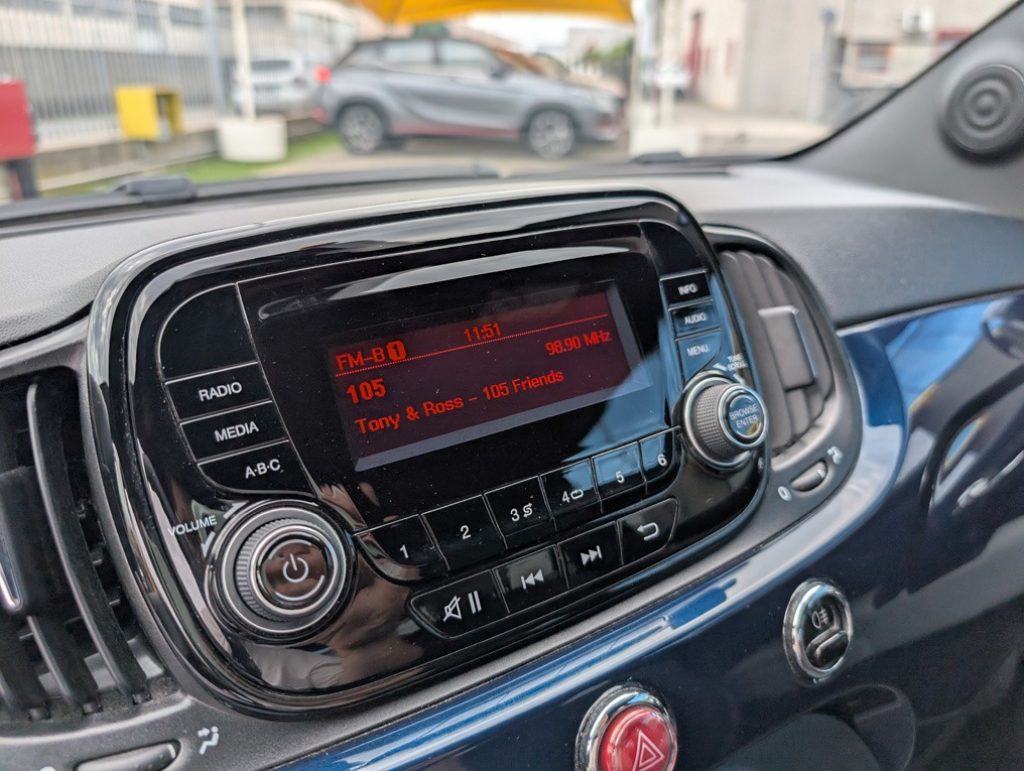 11:51
FM-B 1
98.90 MHz
105
Tony & Ross - 105 Friends
INFO
AUDIO
MENU
TUNE
SCROLL
BROWSE
ENTER
RADIO
MEDIA
A·B·C
VOLUME
1 2 3 4 5 6
0